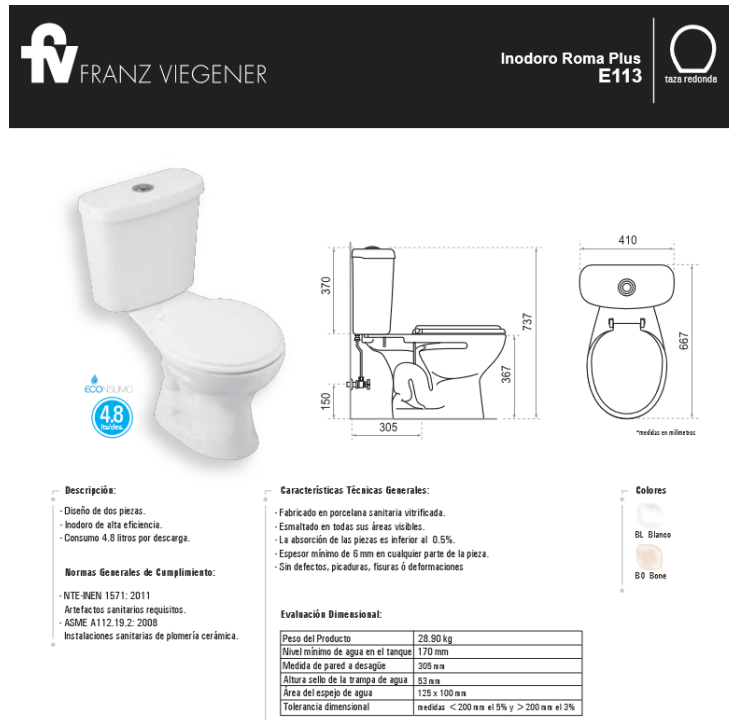 fv FRANZ VIEGENER
Inodoro Roma Plus
E113
taza redonda
ECONSUMO
4.8
lts/des.
370
150
305
737
367
410
667
*medidas en milímetros
Descripción:
· Diseño de dos piezas.
· Inodoro de alta eficiencia.
· Consumo 4.8 litros por descarga.
Normas Generales de Cumplimiento:
· NTE-INEN 1571: 2011
Artefactos sanitarios requisitos.
· ASME A112.19.2: 2008
Instalaciones sanitarias de plomería cerámica.
Características Técnicas Generales:
· Fabricado en porcelana sanitaria vitrificada.
· Esmaltado en todas sus áreas visibles.
· La absorción de las piezas es inferior al 0.5%.
· Espesor mínimo de 6 mm en cualquier parte de la pieza.
· Sin defectos, picaduras, fisuras ó deformaciones
Evaluación Dimensional:
Peso del Producto 28.90 kg
Nivel mínimo de agua en el tanque 170 mm
Medida de pared a desagüe 305 mm
Altura sello de la trampa de agua 53 mm
Área del espejo de agua 125 x 100 mm
Tolerancia dimensional medidas <200 mm el 5% y >200 mm el 3%
Colores
BL Blanco
BO Bone